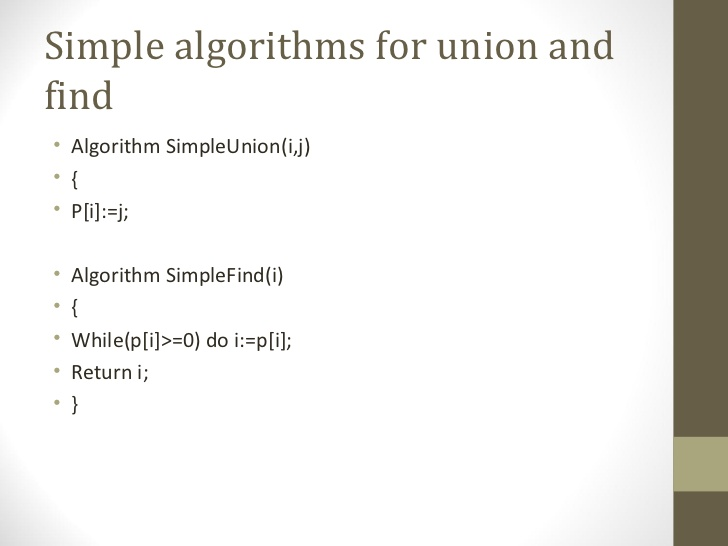 Simple algorithms for union and
find
• Algorithm SimpleUnion(i,j)
• {
• P[i]:=j;
• Algorithm SimpleFind(i)
• {
• While(p[i]>=0) do i:=p[i];
• Return i;
• }